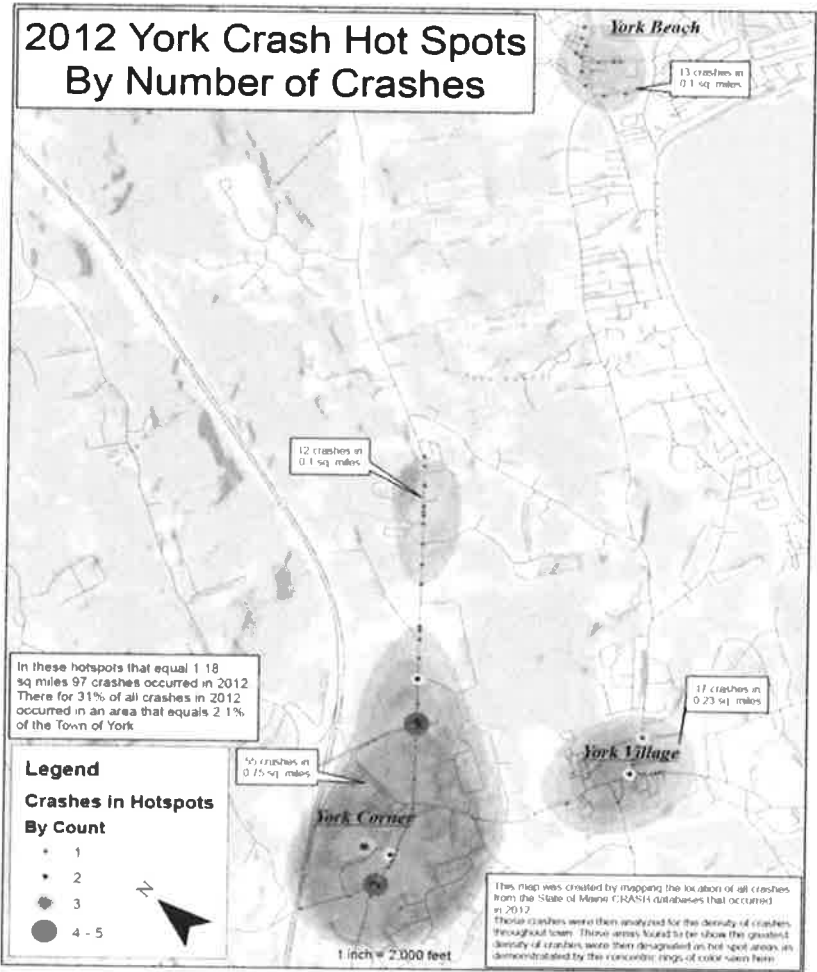 2012 York Crash Hot Spots
By Number of Crashes
York Beach
13 crashes in
0.1 sq. miles
12 crashes in
0.1 sq. miles
In these hotspots that equal 1.18
sq miles 97 crashes occurred in 2012
There for 31% of all crashes in 2012
occurred in an area that equals 2.1%
of the Town of York
17 crashes in
0.23 sq. miles
York Village
55 crashes in
0.75 sq. miles
York Corner
Legend
Crashes in Hotspots
By Count
1
2
3
4 - 5
N
1 inch = 2,000 feet
This map was created by mapping the location of all crashes
from the State of Maine CRASH databases that occurred
in 2012
Those crashes were then analyzed for the density of crashes
throughout town. Those areas found to be show the greatest
density of crashes were then designated as hot spot areas as
demonstratated by the concentric rings of color seen here